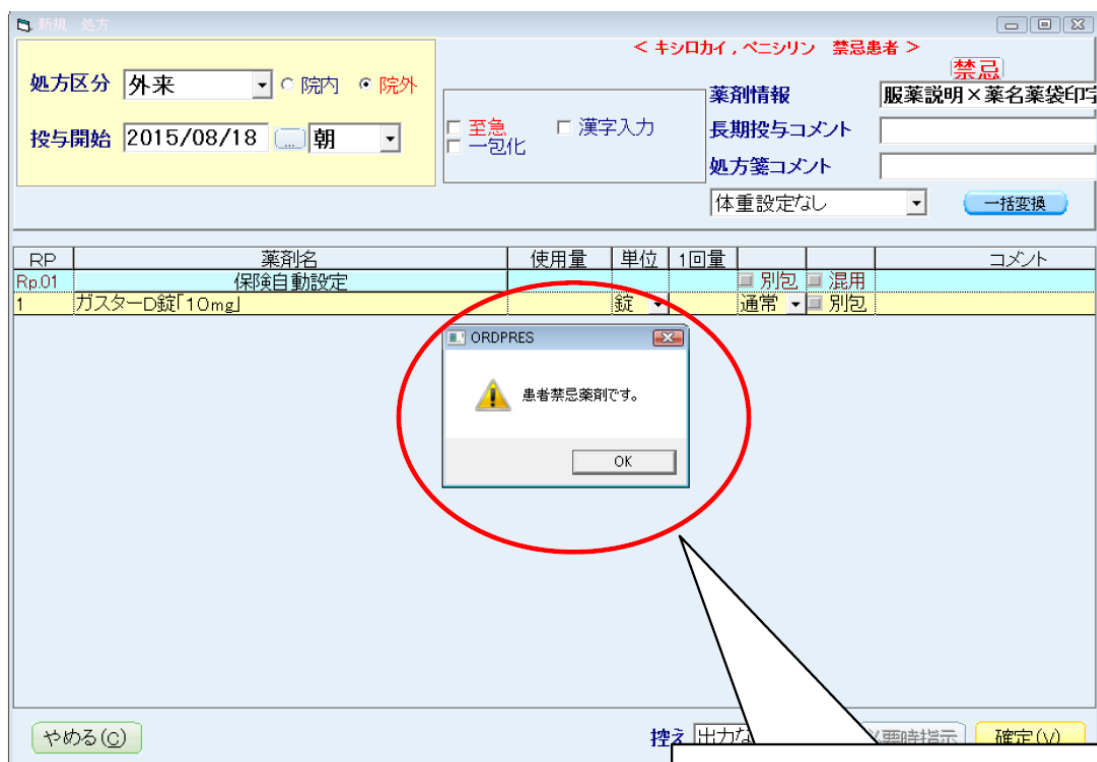 新規 処方
< キシロカイ,ペニシリン 禁忌患者 >
禁忌
処方区分 外来 院内 院外
薬剤情報 服薬説明×薬名薬袋印字
至急 漢字入力
一包化
投与開始 2015/08/18 ... 朝
長期投与コメント
処方箋コメント
体重設定なし 一括変換
RP 薬剤名 使用量 単位 1回量 コメント
Rp.01 保険自動設定 別包 混用
1 ガスターD錠「10mg」 錠 通常 別包
ORDPRES
患者禁忌薬剤です。
OK
やめる(C) 控え 出力な 必要時指示 確定(V)